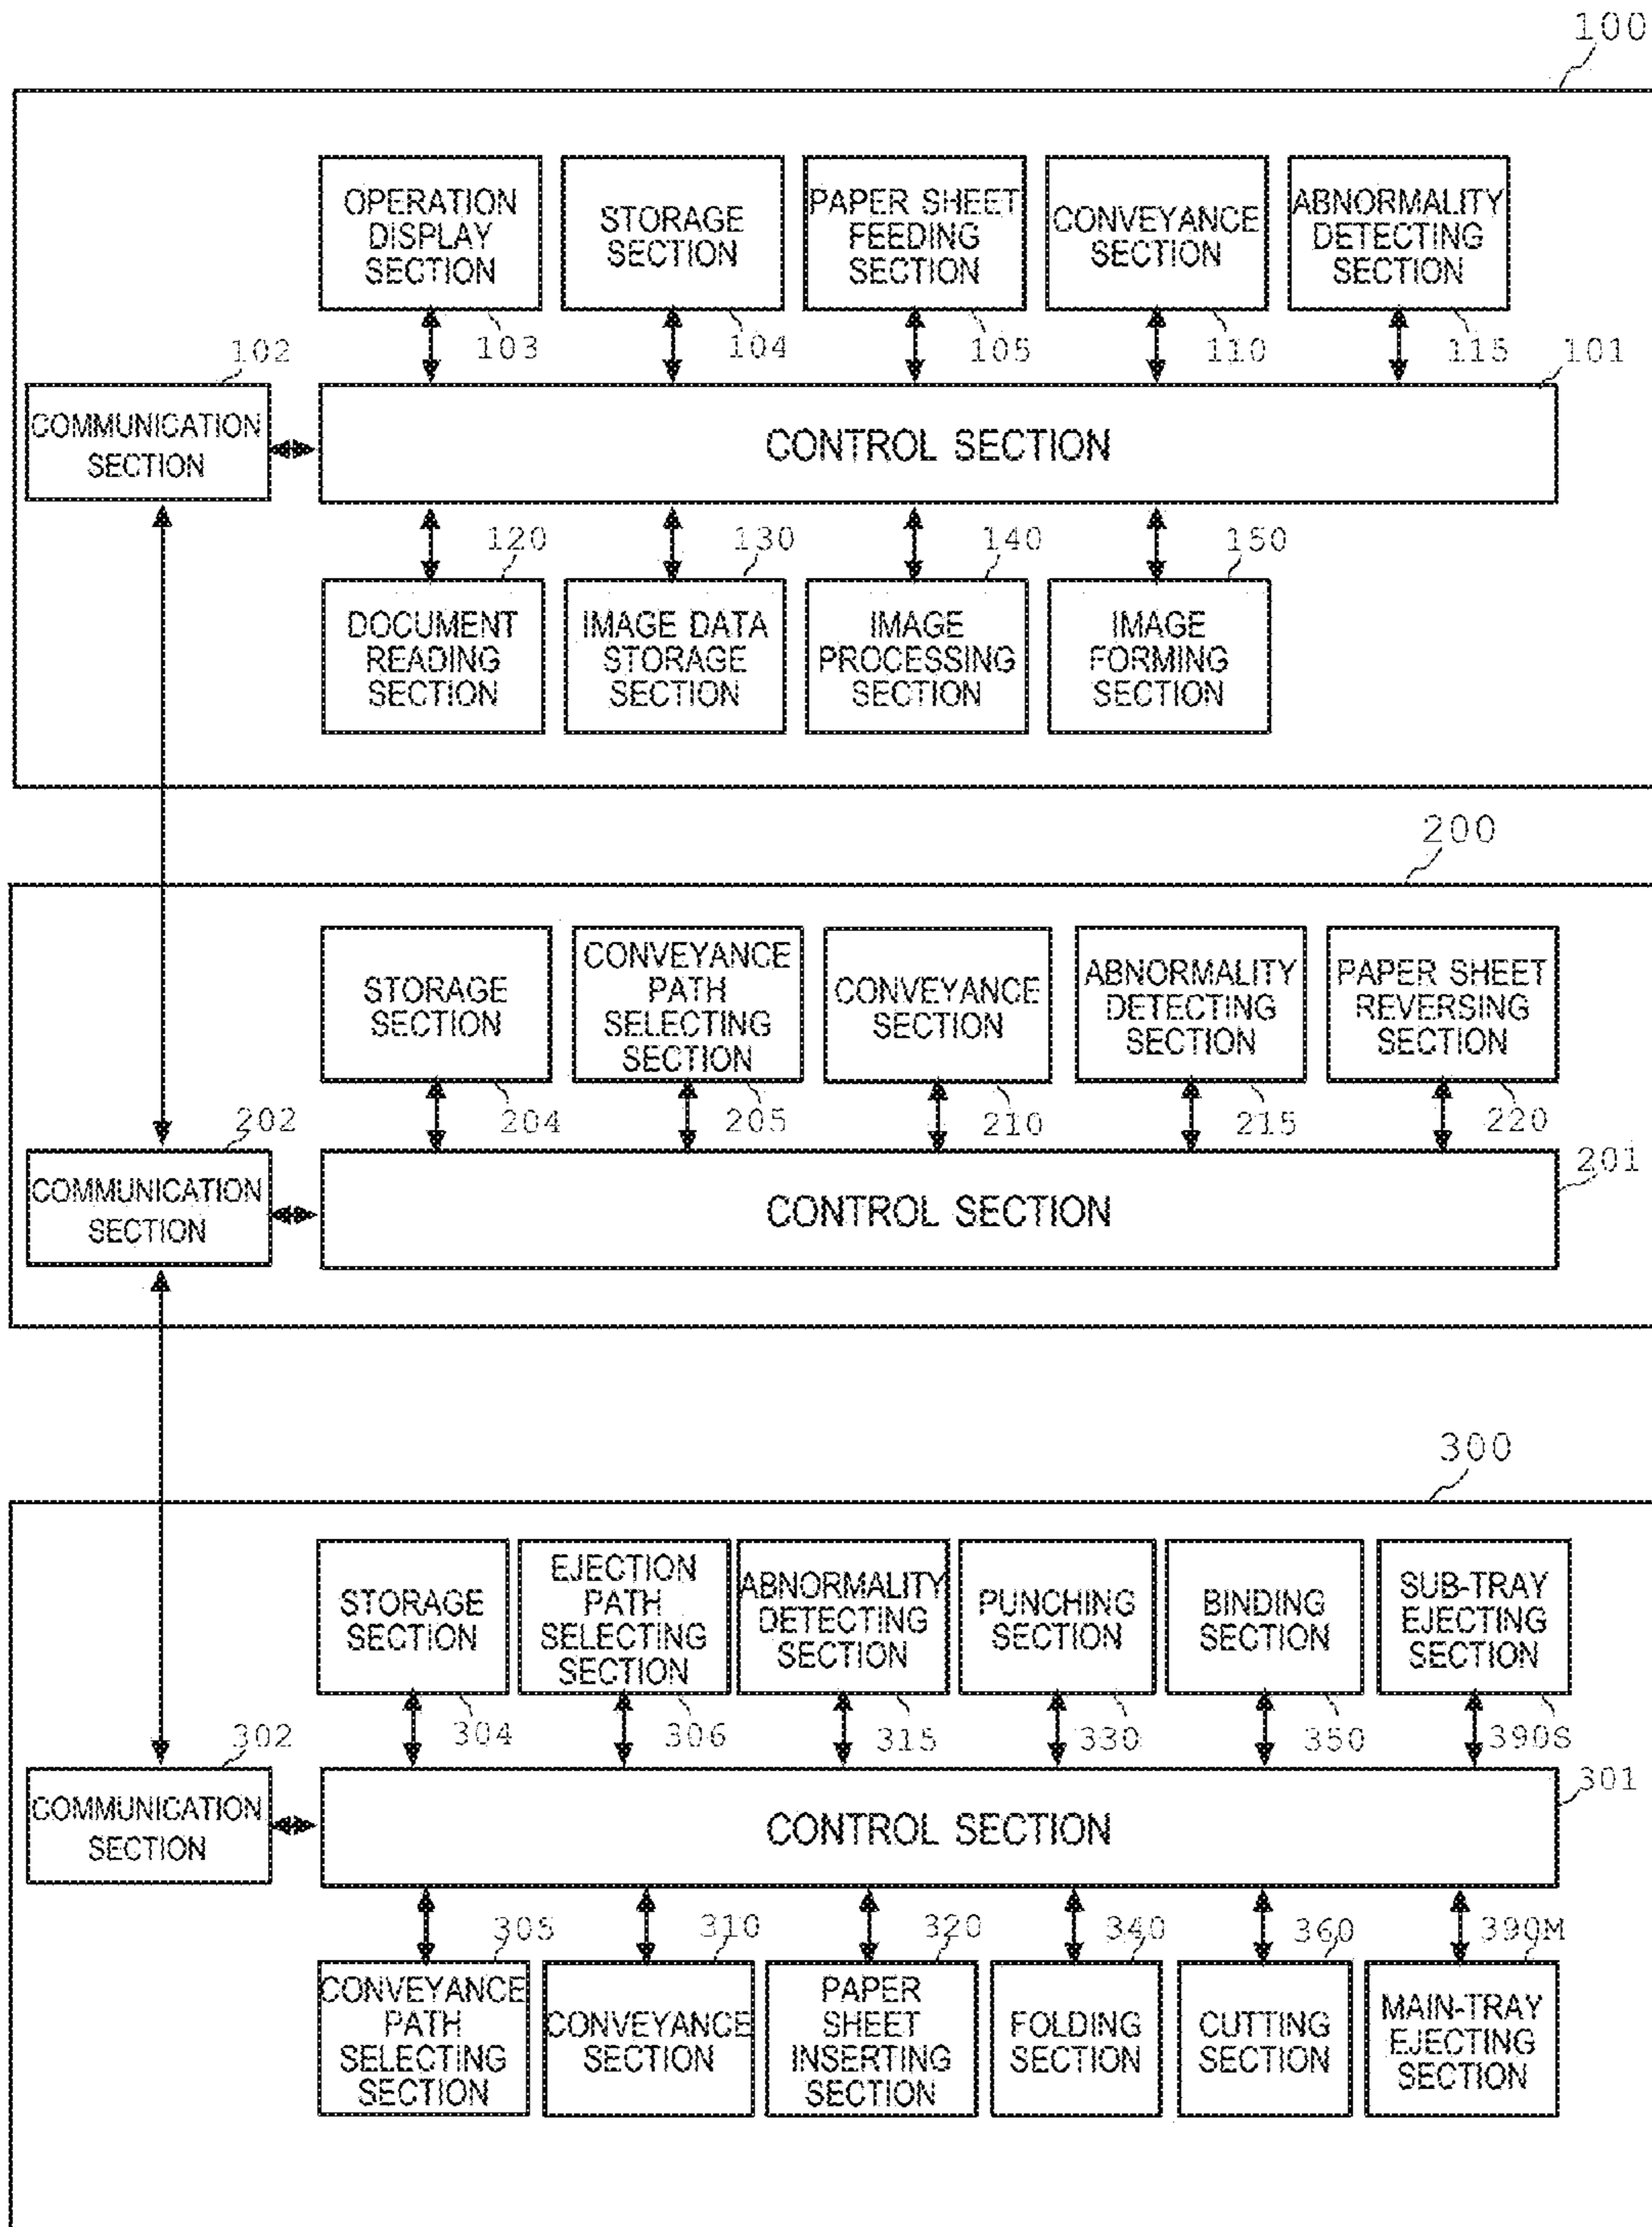 100
OPERATION
DISPLAY
SECTION
STORAGE
SECTION
PAPER SHEET
FEEDING
SECTION
CONVEYANCE
SECTION
ABNORMALITY
DETECTING
SECTION
103
104
105
110
115
101
102
COMMUNICATION
SECTION
CONTROL SECTION
120
130
140
150
DOCUMENT
READING
SECTION
IMAGE DATA
STORAGE
SECTION
IMAGE
PROCESSING
SECTION
IMAGE
FORMING
SECTION
200
STORAGE
SECTION
CONVEYANCE
PATH
SELECTING
SECTION
CONVEYANCE
SECTION
ABNORMALITY
DETECTING
SECTION
PAPER SHEET
REVERSING
SECTION
204
205
210
215
220
201
202
COMMUNICATION
SECTION
CONTROL SECTION
300
STORAGE
SECTION
EJECTION
PATH
SELECTING
SECTION
ABNORMALITY
DETECTING
SECTION
PUNCHING
SECTION
BINDING
SECTION
SUB-TRAY
EJECTING
SECTION
304
306
315
330
350
390S
301
302
COMMUNICATION
SECTION
CONTROL SECTION
305
310
320
340
360
390M
CONVEYANCE
PATH
SELECTING
SECTION
CONVEYANCE
SECTION
PAPER
SHEET
INSERTING
SECTION
FOLDING
SECTION
CUTTING
SECTION
MAIN-TRAY
EJECTING
SECTION